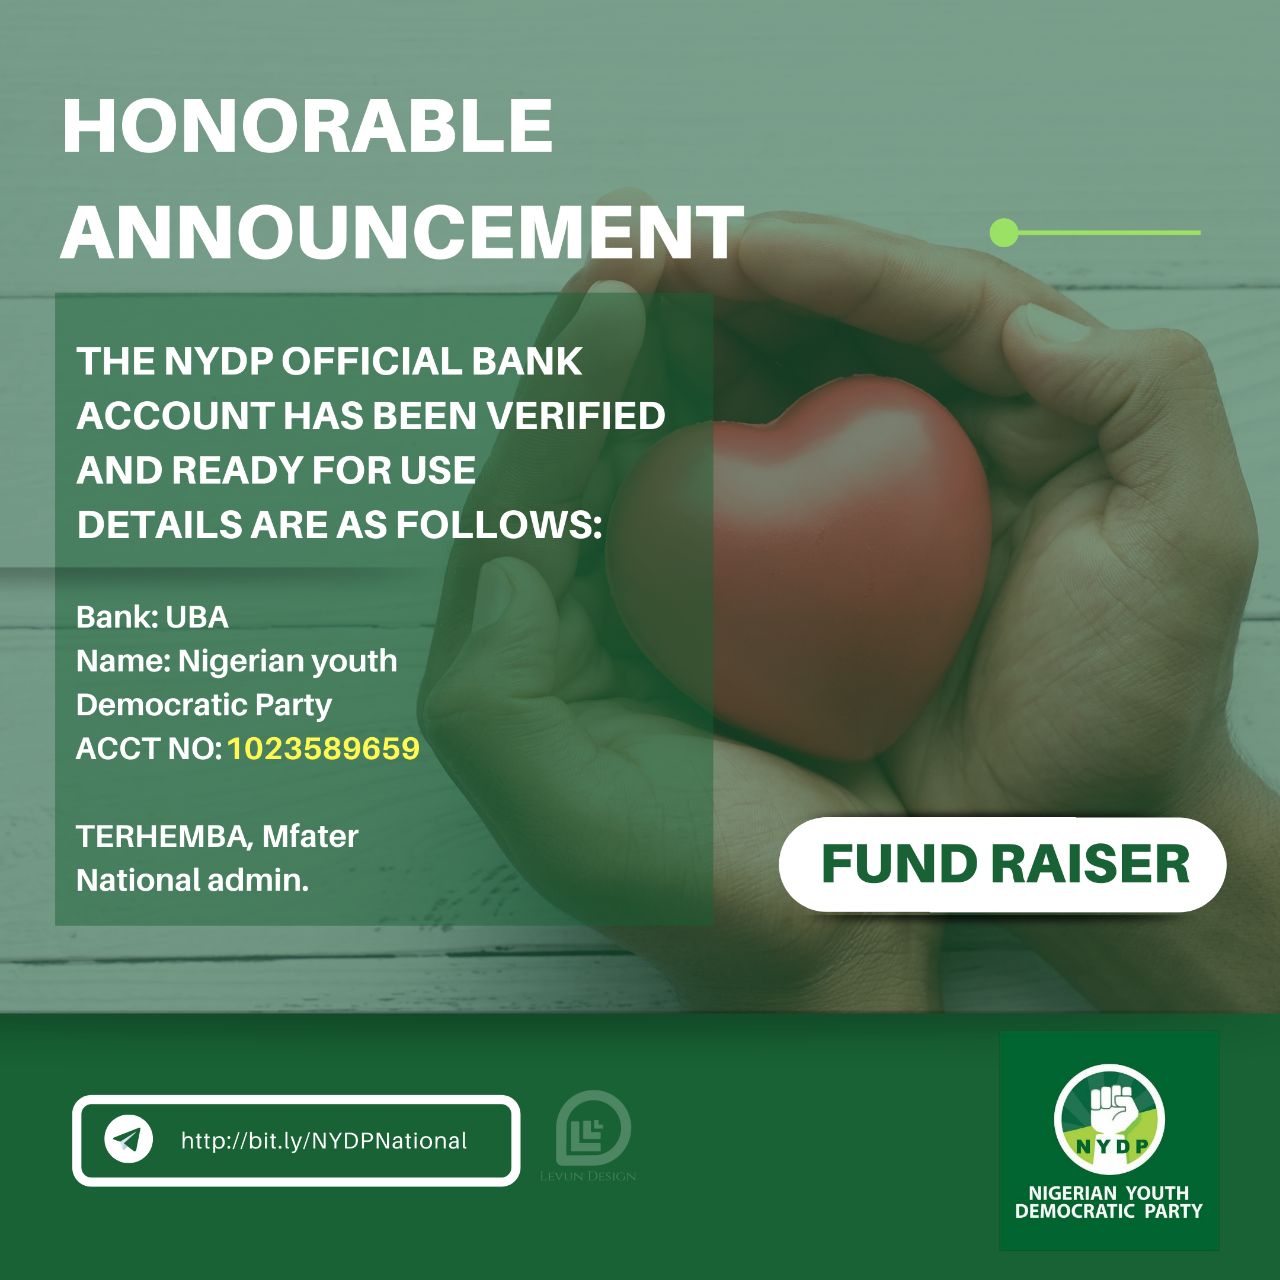 HONORABLE
ANNOUNCEMENT
THE NYDP OFFICIAL BANK
ACCOUNT HAS BEEN VERIFIED
AND READY FOR USE
DETAILS ARE AS FOLLOWS:
Bank: UBA
Name: Nigerian youth
Democratic Party
ACCT NO: 1023589659
TERHEMBA, Mfater
National admin.
FUND RAISER
http://bit.ly/NYDPNational
LEVUN DESIGN
NYDP
NIGERIAN YOUTH
DEMOCRATIC PARTY